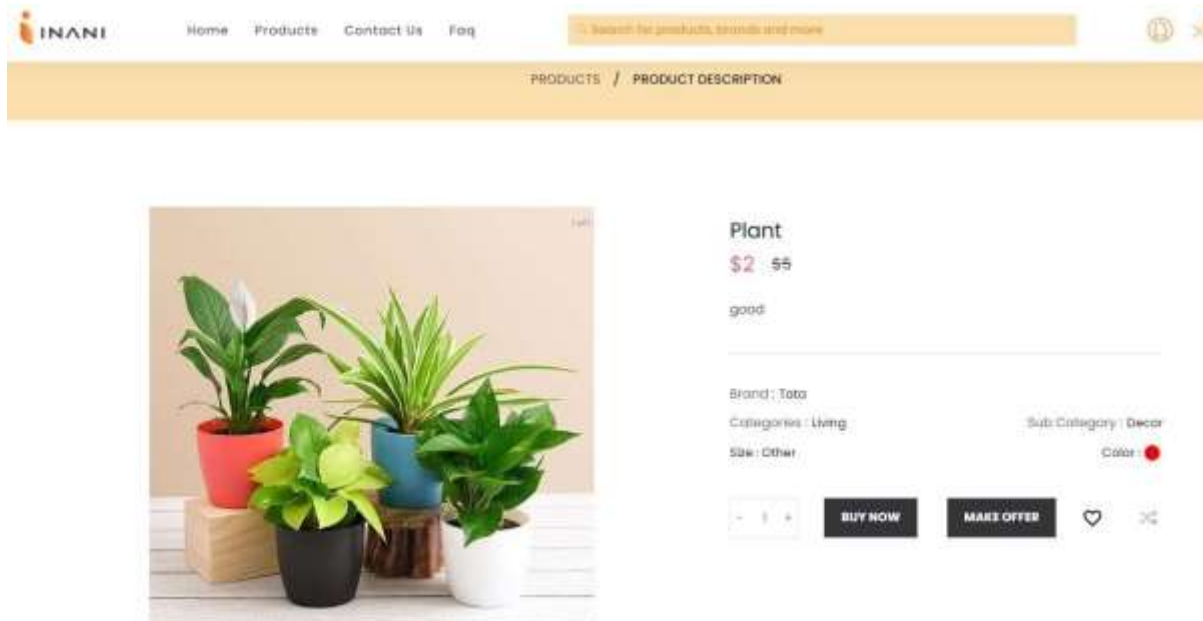 INANI
Home Products Contact Us Faq
Search for products, brands and more
PRODUCTS / PRODUCT DESCRIPTION
Plant
$2 $5
good
Brand : Tata
Categories : Living Sub Category : Decor
Size : Other Color :
- 1 +
BUY NOW
MAKE OFFER